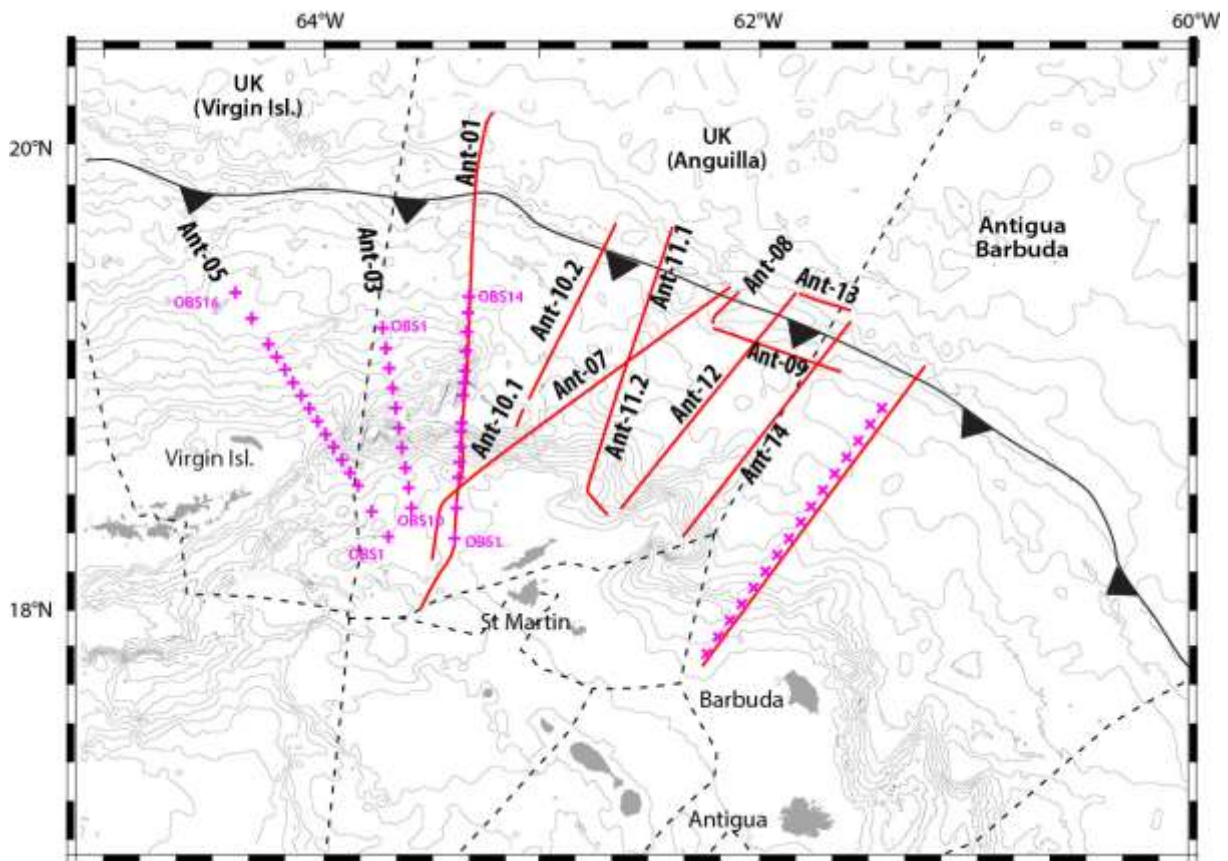 64°W
62°W
60°W
UK
(Virgin Isl.)
UK
(Anguilla)
20°N
Ant-01
Antigua
Barbuda
Ant-05
Ant-03
Ant-10.2
Ant-11.1
Ant-08
Ant-13
OBS16
OBS14
OBS1
Ant-07
Ant-09
Ant-12
Ant-10.1
Ant-11.2
Ant-14
Virgin Isl.
OBS10
OBS1
OBS1
18°N
St Martin
Barbuda
Antigua